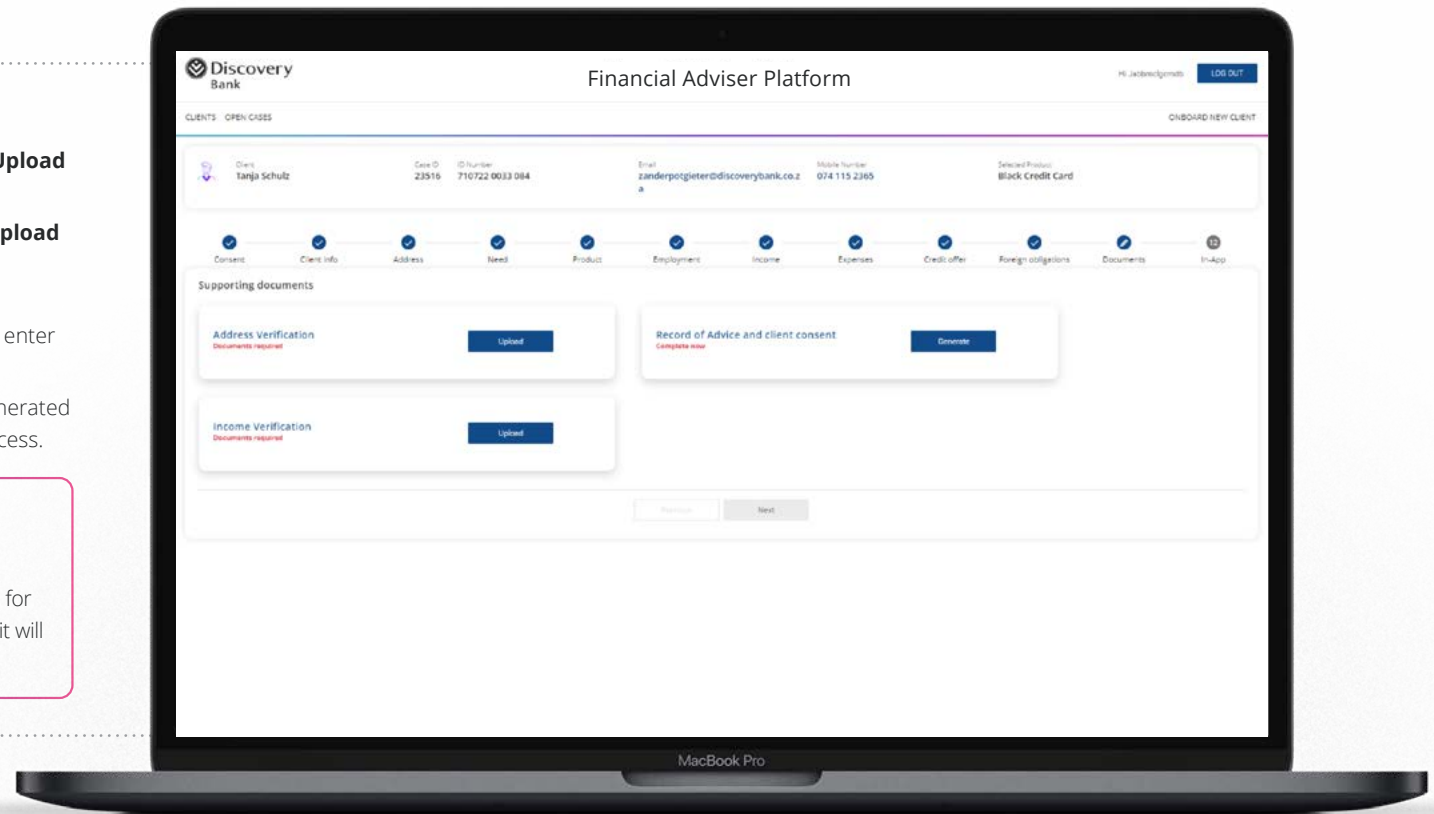 Upload
pload
enter
nerated
cess.
for
it will
Discovery
Bank
Financial Adviser Platform
LOG OUT
CLIENTS OPEN CASES
ONBOARD NEW CLIENT
Client
Tanja Schulz
Case ID
23516
ID Number
710722 0033 084
Email
zanderpotgieter@discoverybank.co.z
a
Mobile Number
074 115 2365
Selected Product
Black Credit Card
12
Consent Client info Address Need Product Employment Income Expenses Credit offer Foreign obligations Documents In-App
Supporting documents
Address Verification
Documents required
Upload
Record of Advice and client consent
Complete now
Generate
Income Verification
Documents required
Upload
Previous Next
MacBook Pro